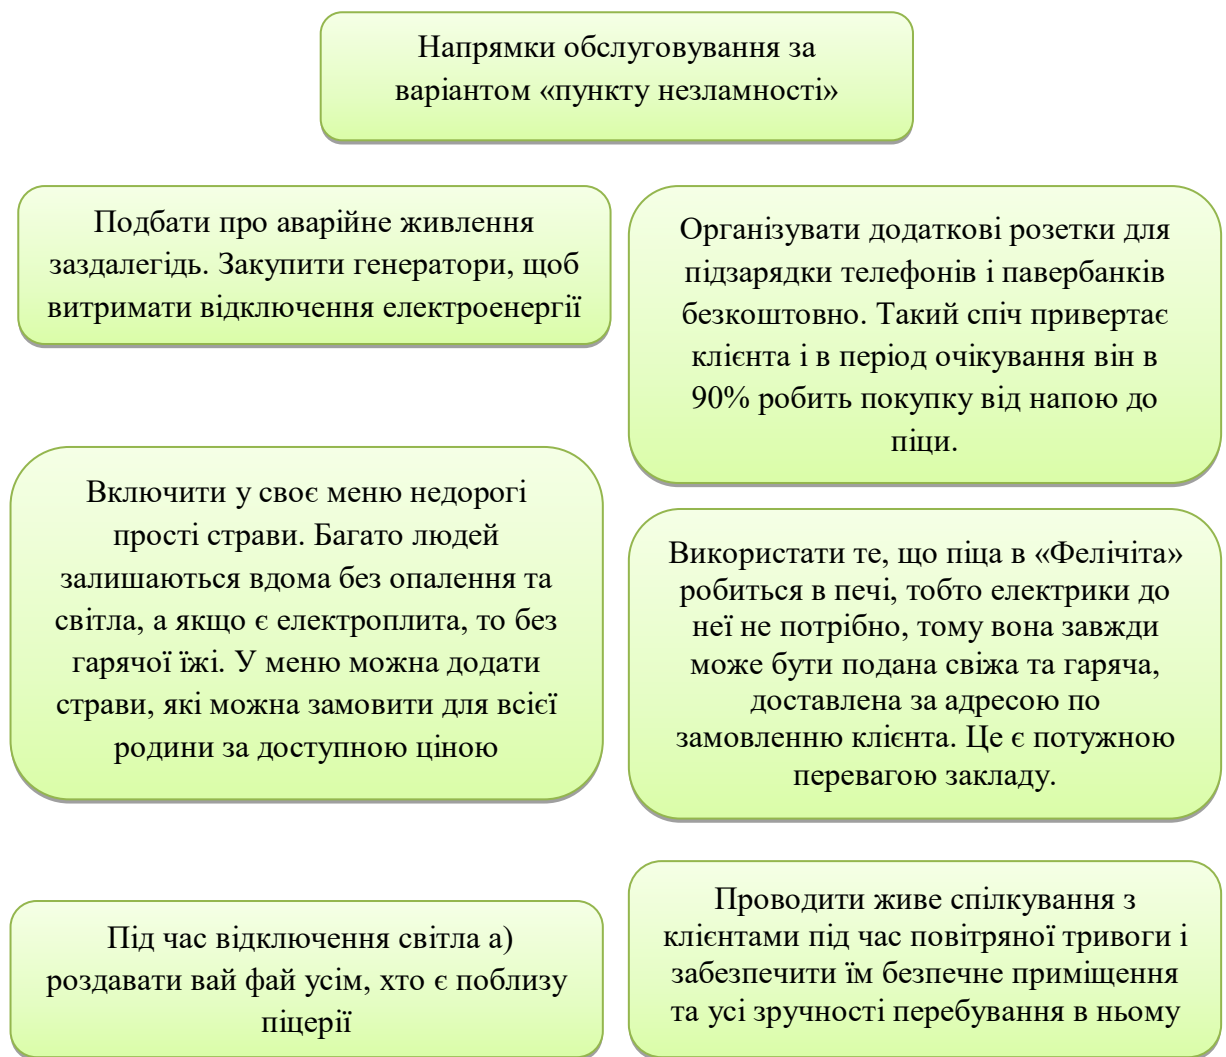 Напрямки обслуговування за
варіантом «пункту незламності»
Подбати про аварійне живлення
заздалегідь. Закупити генератори, щоб
витримати відключення електроенергії
Організувати додаткові розетки для
підзарядки телефонів і павербанків
безкоштовно. Такий спіч привертає
клієнта і в період очікування він в
90% робить покупку від напою до
піци.
Включити у своє меню недорогі
прості страви. Багато людей
залишаються вдома без опалення та
світла, а якщо є електроплита, то без
гарячої їжі. У меню можна додати
страви, які можна замовити для всієї
родини за доступною ціною
Використати те, що піца в «Фелічіта»
робиться в печі, тобто електрики до
неї не потрібно, тому вона завжди
може бути подана свіжа та гаряча,
доставлена за адресою по
замовленню клієнта. Це є потужною
перевагою закладу.
Під час відключення світла а)
роздавати вай фай усім, хто є поблизу
піцерії
Проводити живе спілкування з
клієнтами під час повітряної тривоги і
забезпечити їм безпечне приміщення
та усі зручності перебування в ньому